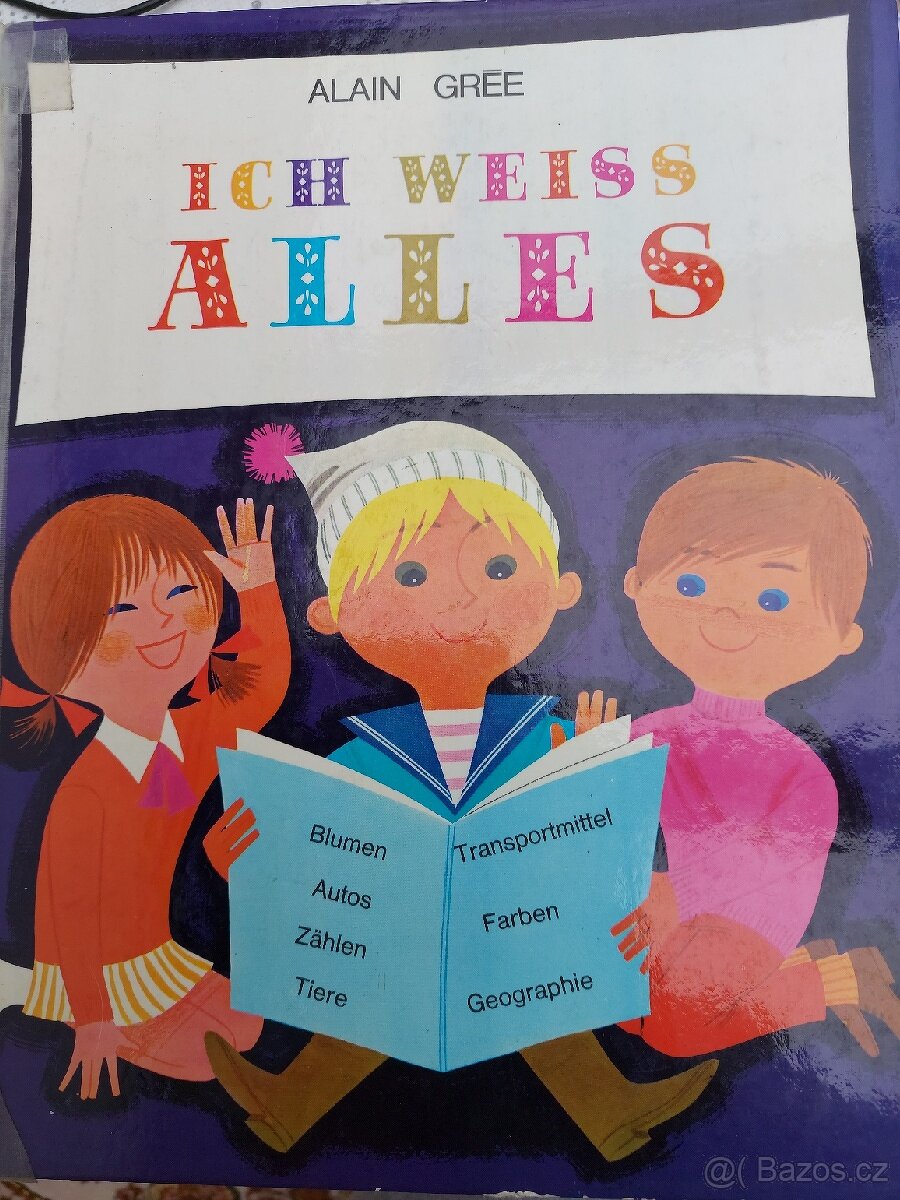 ALAIN GRÉE
ICH WEISS
ALLES
Blumen
Autos
Zählen
Tiere
Transportmittel
Farben
Geographie
@( Bazos.cz